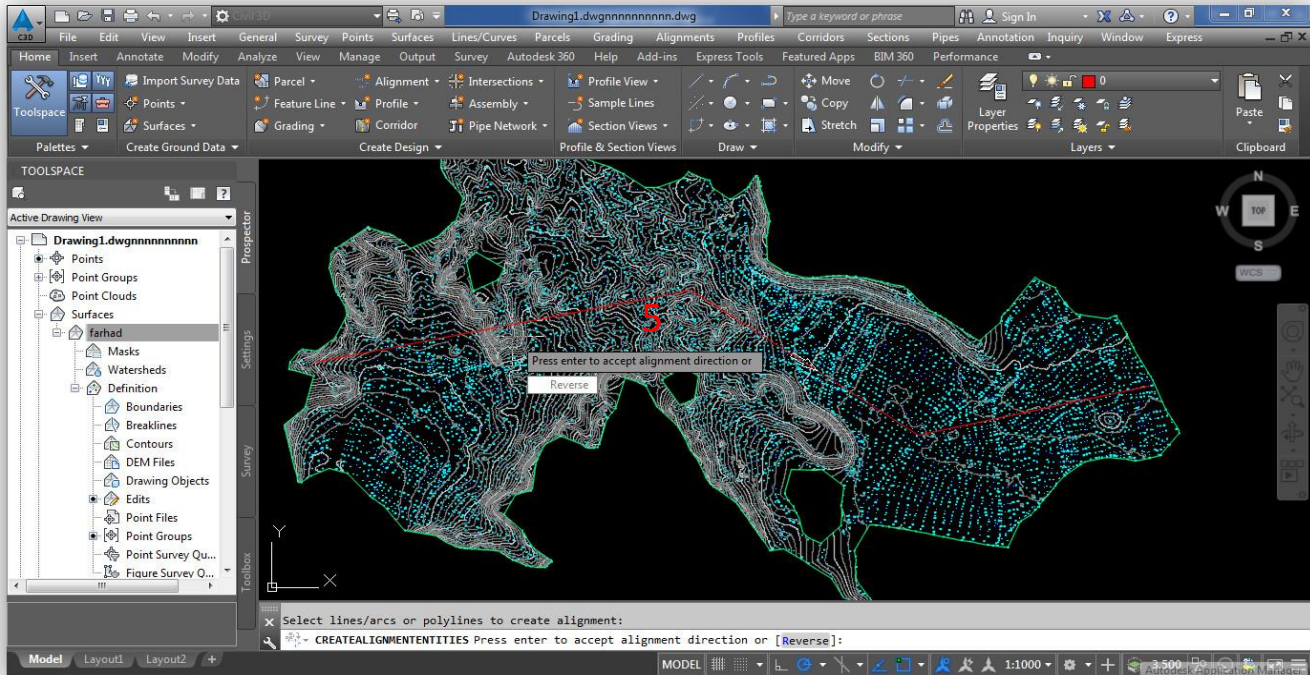 Civil 3D Drawing1.dwgnnnnnnnnnn.dwg Type a keyword or phrase Sign In
C3D File Edit View Insert General Survey Points Surfaces Lines/Curves Parcels Grading Alignments Profiles Corridors Sections Pipes Annotation Inquiry Window Express
Home Insert Annotate Modify Analyze View Manage Output Survey Autodesk 360 Help Add-ins Express Tools Featured Apps BIM 360 Performance
Import Survey Data Parcel Alignment Intersections Profile View Move 0
Toolspace Points Feature Line Profile Assembly Sample Lines Copy Layer Properties Paste
Surfaces Grading Corridor Pipe Network Section Views Stretch
Palettes Create Ground Data Create Design Profile & Section Views Draw Modify Layers Clipboard
TOOLSPACE
Active Drawing View
Drawing1.dwgnnnnnnnnnn
Points
Point Groups
Point Clouds
Surfaces
farhad
Masks
Watersheds
Definition
Boundaries
Breaklines
Contours
DEM Files
Drawing Objects
Edits
Point Files
Point Groups
Point Survey Qu...
Figure Survey Q...
Prospector
Settings
Survey
Toolbox
N
W TOP E
S
WCS
5
Press enter to accept alignment direction or
Reverse
Y
X
Select lines/arcs or polylines to create alignment:
CREATEALIGNMENTENTITIES Press enter to accept alignment direction or [Reverse]:
Model Layout1 Layout2 + MODEL 1:1000 3.500
Autodesk Application Manager